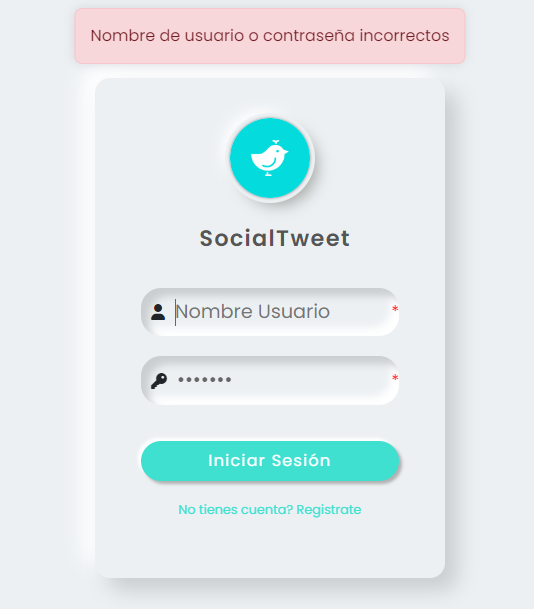 Nombre de usuario o contraseña incorrectos
SocialTweet
Nombre Usuario *
••••••• *
Iniciar Sesión
No tienes cuenta? Registrate